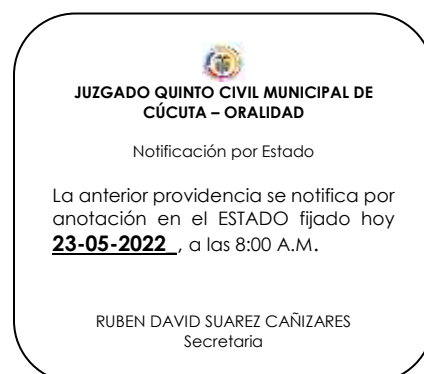 JUZGADO QUINTO CIVIL MUNICIPAL DE
CÚCUTA – ORALIDAD
Notificación por Estado
La anterior providencia se notifica por
anotación en el ESTADO fijado hoy
23-05-2022_, a las 8:00 A.M.
RUBEN DAVID SUAREZ CAÑIZARES
Secretaria